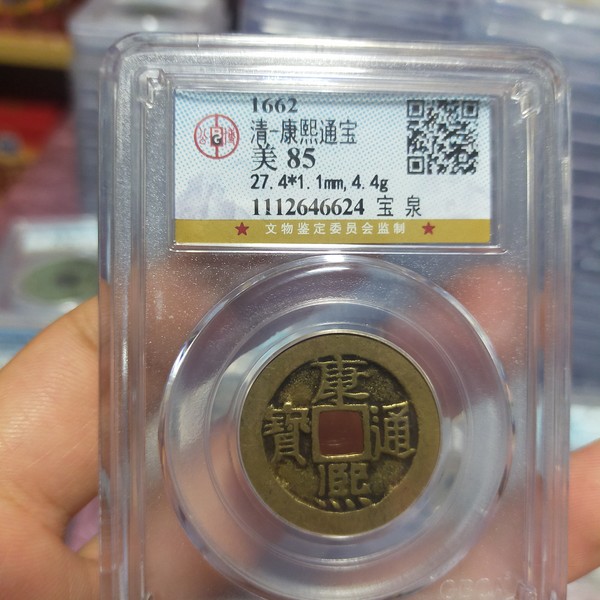 1662
清-康熙通宝
美 85
27.4*1.1mm,4.4g
1112646624 宝 泉
★ 文物鉴定委员会监制 ★
康
寶 通
熙